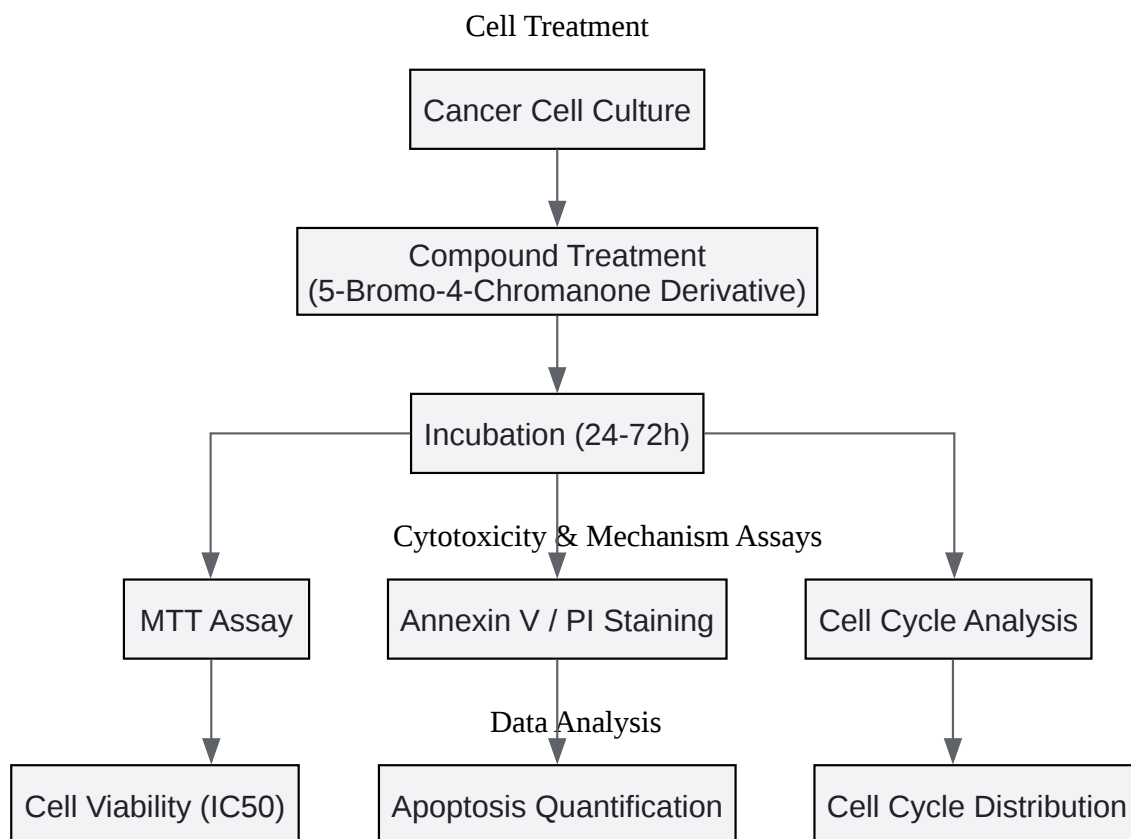 Cell Treatment
Cancer Cell Culture
Compound Treatment
(5-Bromo-4-Chromanone Derivative)
Incubation (24-72h)
Cytotoxicity & Mechanism Assays
MTT Assay
Annexin V / PI Staining
Cell Cycle Analysis
Data Analysis
Cell Viability (IC50)
Apoptosis Quantification
Cell Cycle Distribution